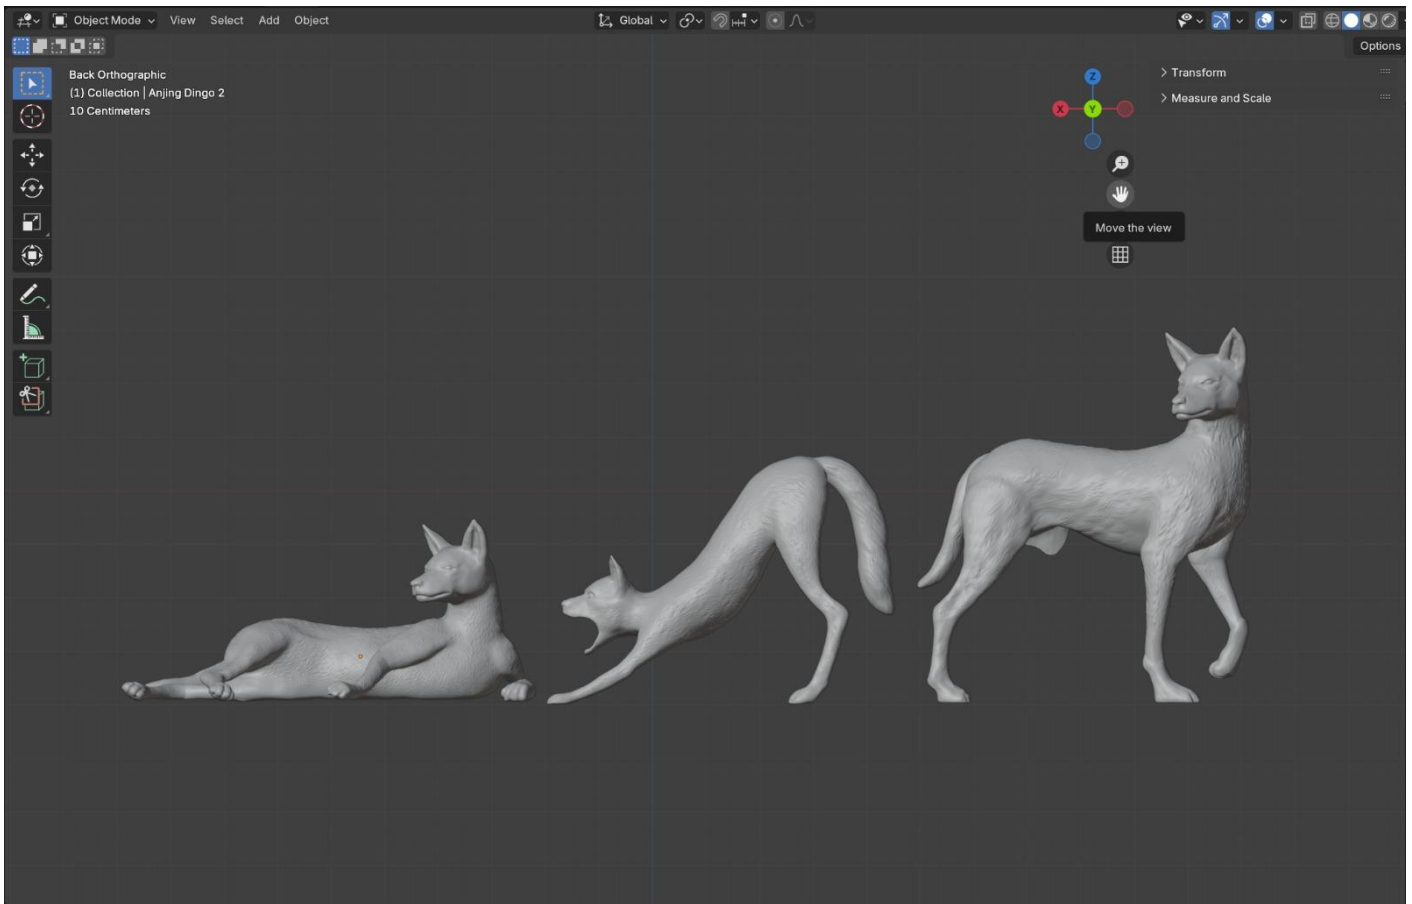 Object Mode View Select Add Object Global
Options
Back Orthographic
(1) Collection | Anjing Dingo 2
10 Centimeters
Z
X Y
Transform
Measure and Scale
Move the view